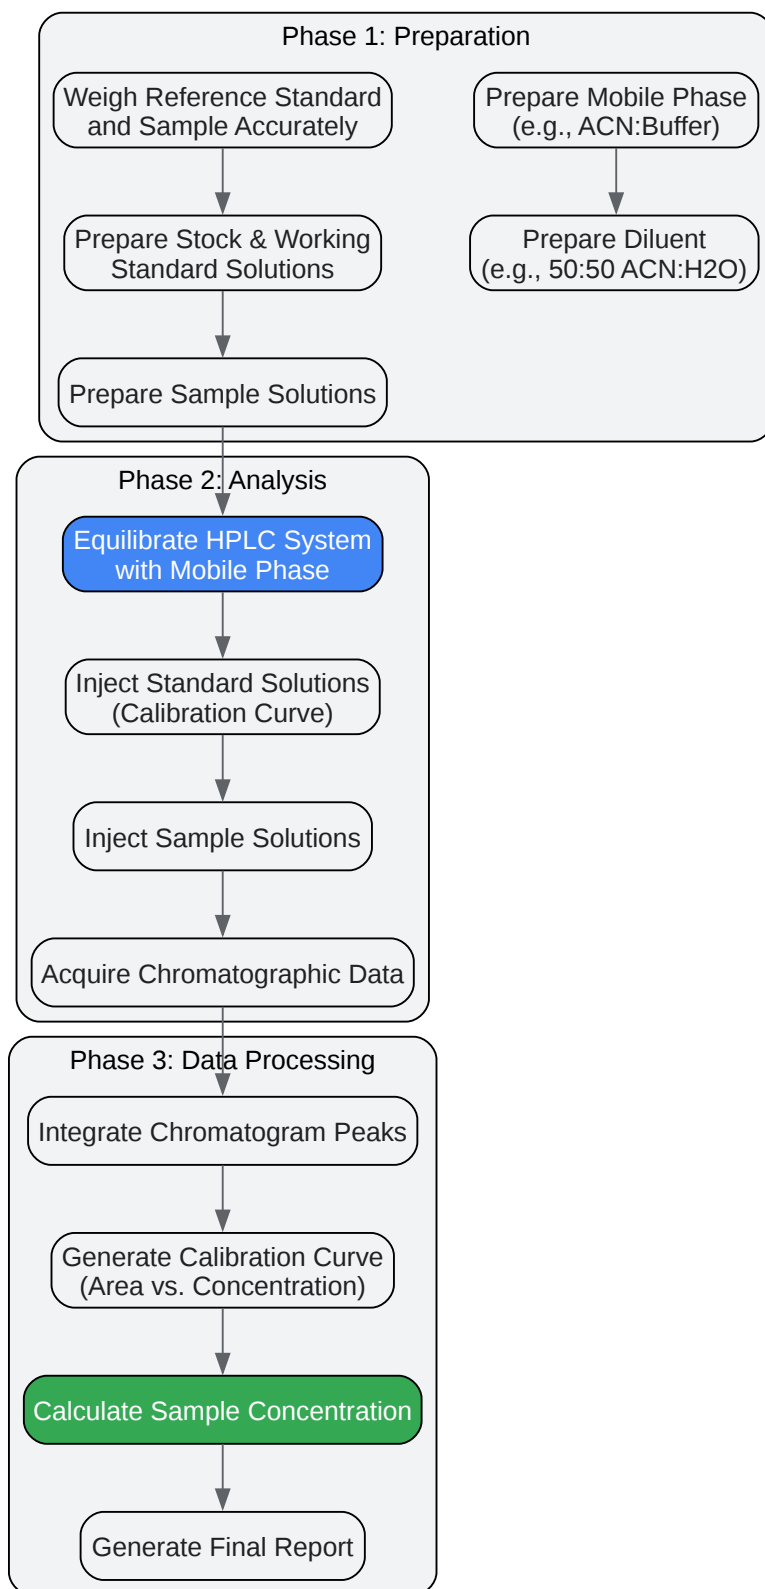 Phase 1: Preparation
Weigh Reference Standard
and Sample Accurately
Prepare Mobile Phase
(e.g., ACN:Buffer)
Prepare Stock & Working
Standard Solutions
Prepare Diluent
(e.g., 50:50 ACN:H2O)
Prepare Sample Solutions
Phase 2: Analysis
Equilibrate HPLC System
with Mobile Phase
Inject Standard Solutions
(Calibration Curve)
Inject Sample Solutions
Acquire Chromatographic Data
Phase 3: Data Processing
Integrate Chromatogram Peaks
Generate Calibration Curve
(Area vs. Concentration)
Calculate Sample Concentration
Generate Final Report